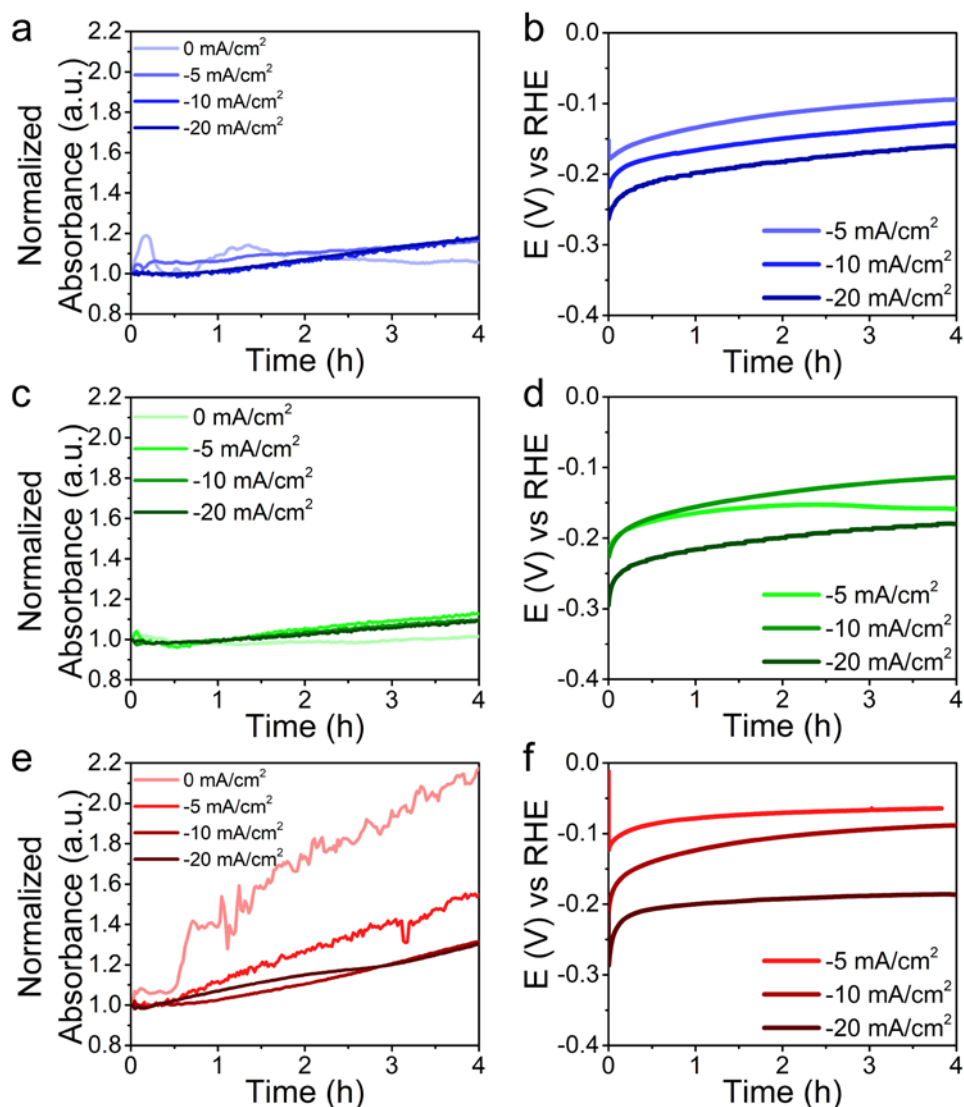 a
2.2
2.0
1.8
1.6
1.4
1.2
1.0
0.8
Normalized
Absorbance (a.u.)
0 mA/cm²
-5 mA/cm²
-10 mA/cm²
-20 mA/cm²
0 1 2 3 4
Time (h)
b
0.0
-0.1
-0.2
-0.3
-0.4
E (V) vs RHE
-5 mA/cm²
-10 mA/cm²
-20 mA/cm²
0 1 2 3 4
Time (h)
c
2.2
2.0
1.8
1.6
1.4
1.2
1.0
0.8
Normalized
Absorbance (a.u.)
0 mA/cm²
-5 mA/cm²
-10 mA/cm²
-20 mA/cm²
0 1 2 3 4
Time (h)
d
-0.0
-0.1
-0.2
-0.3
-0.4
E (V) vs RHE
-5 mA/cm²
-10 mA/cm²
-20 mA/cm²
0 1 2 3 4
Time (h)
e
2.2
2.0
1.8
1.6
1.4
1.2
1.0
0.8
Normalized
Absorbance (a.u.)
0 mA/cm²
-5 mA/cm²
-10 mA/cm²
-20 mA/cm²
0 1 2 3 4
Time (h)
f
0.0
-0.1
-0.2
-0.3
-0.4
E (V) vs RHE
-5 mA/cm²
-10 mA/cm²
-20 mA/cm²
0 1 2 3 4
Time (h)